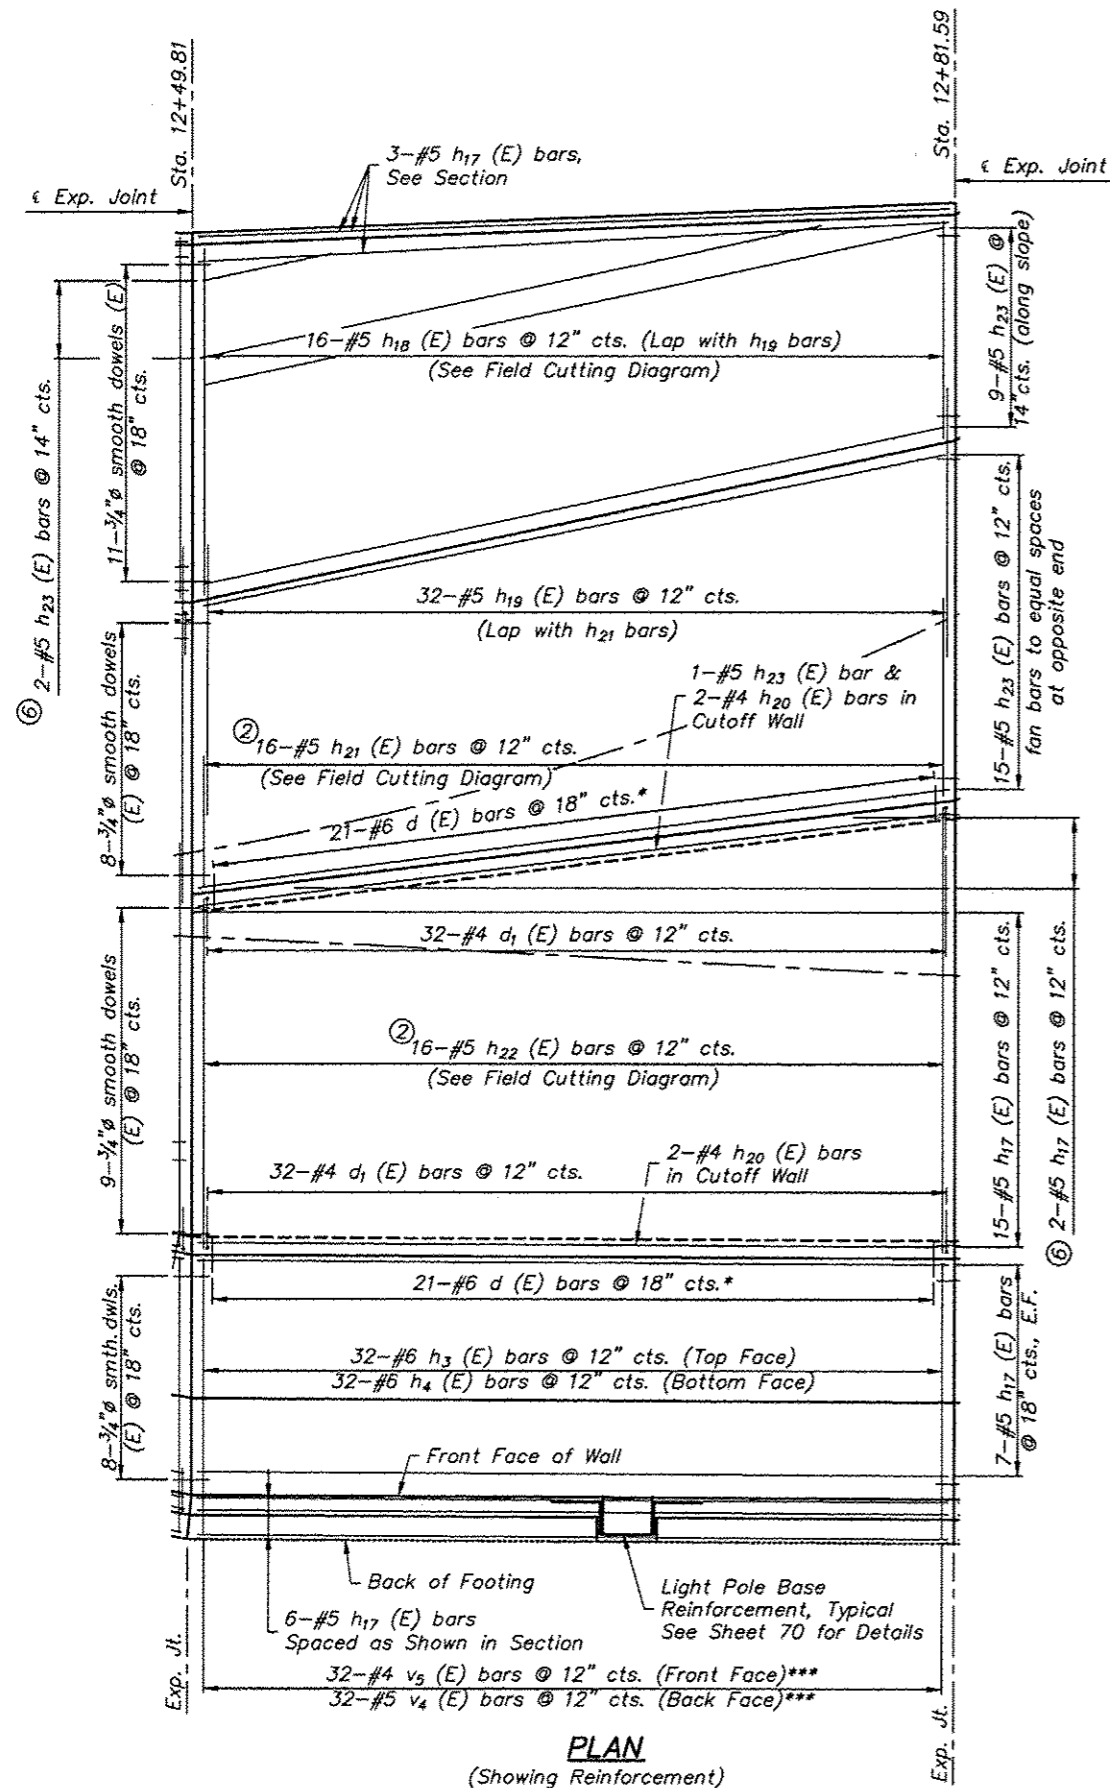 Sta. 12+49.81
Sta. 12+81.59
℄ Exp. Joint
℄ Exp. Joint
3-#5 h17 (E) bars,
See Section
11-3/4"ø smooth dowels (E)
@ 18" cts.
⑥ 2-#5 h23 (E) bars @ 14" cts.
16-#5 h18 (E) bars @ 12" cts. (Lap with h19 bars)
(See Field Cutting Diagram)
9-#5 h23 (E) @
14"cts. (along slope)
32-#5 h19 (E) bars @ 12" cts.
(Lap with h21 bars)
15-#5 h23 (E) bars @ 12" cts.
fan bars to equal spaces
at opposite end
8-3/4"ø smooth dowels
(E) @ 18" cts.
1-#5 h23 (E) bar &
2-#4 h20 (E) bars in
Cutoff Wall
② 16-#5 h21 (E) bars @ 12" cts.
(See Field Cutting Diagram)
21-#6 d (E) bars @ 18" cts.*
32-#4 d1 (E) bars @ 12" cts.
9-3/4"ø smooth dowels
(E) @ 18" cts.
② 16-#5 h22 (E) bars @ 12" cts.
(See Field Cutting Diagram)
15-#5 h17 (E) bars @ 12" cts.
⑥ 2-#5 h17 (E) bars @ 12" cts.
32-#4 d1 (E) bars @ 12" cts.
2-#4 h20 (E) bars
in Cutoff Wall
21-#6 d (E) bars @ 18" cts.*
8-3/4"ø smth. dwls.
(E) @ 18" cts.
32-#6 h3 (E) bars @ 12" cts. (Top Face)
32-#6 h4 (E) bars @ 12" cts. (Bottom Face)
7-#5 h17 (E) bars
@ 18" cts., E.F.
Front Face of Wall
Back of Footing
6-#5 h17 (E) bars
Spaced as Shown in Section
Light Pole Base
Reinforcement, Typical
See Sheet 70 for Details
Exp. Jt.
Exp. Jt.
32-#4 v5 (E) bars @ 12" cts. (Front Face)***
32-#5 v4 (E) bars @ 12" cts. (Back Face)***
PLAN
(Showing Reinforcement)